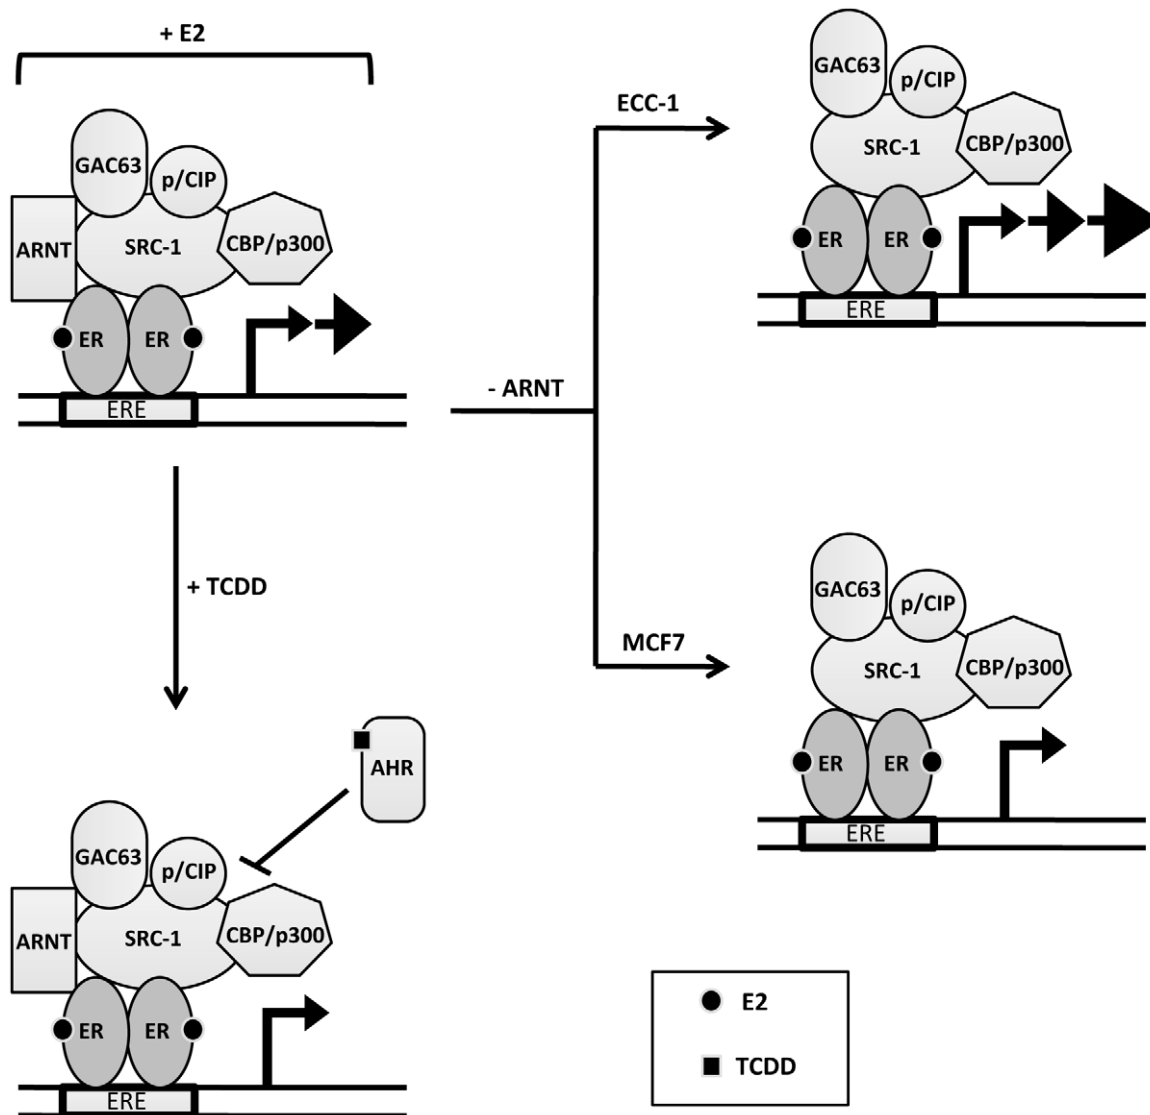 + E2
GAC63
p/CIP
ARNT
SRC-1
CBP/p300
ER
ER
ERE
- ARNT
ECC-1
GAC63
p/CIP
SRC-1
CBP/p300
ER
ER
ERE
MCF7
GAC63
p/CIP
SRC-1
CBP/p300
ER
ER
ERE
+ TCDD
AHR
GAC63
p/CIP
ARNT
SRC-1
CBP/p300
ER
ER
ERE
E2
TCDD